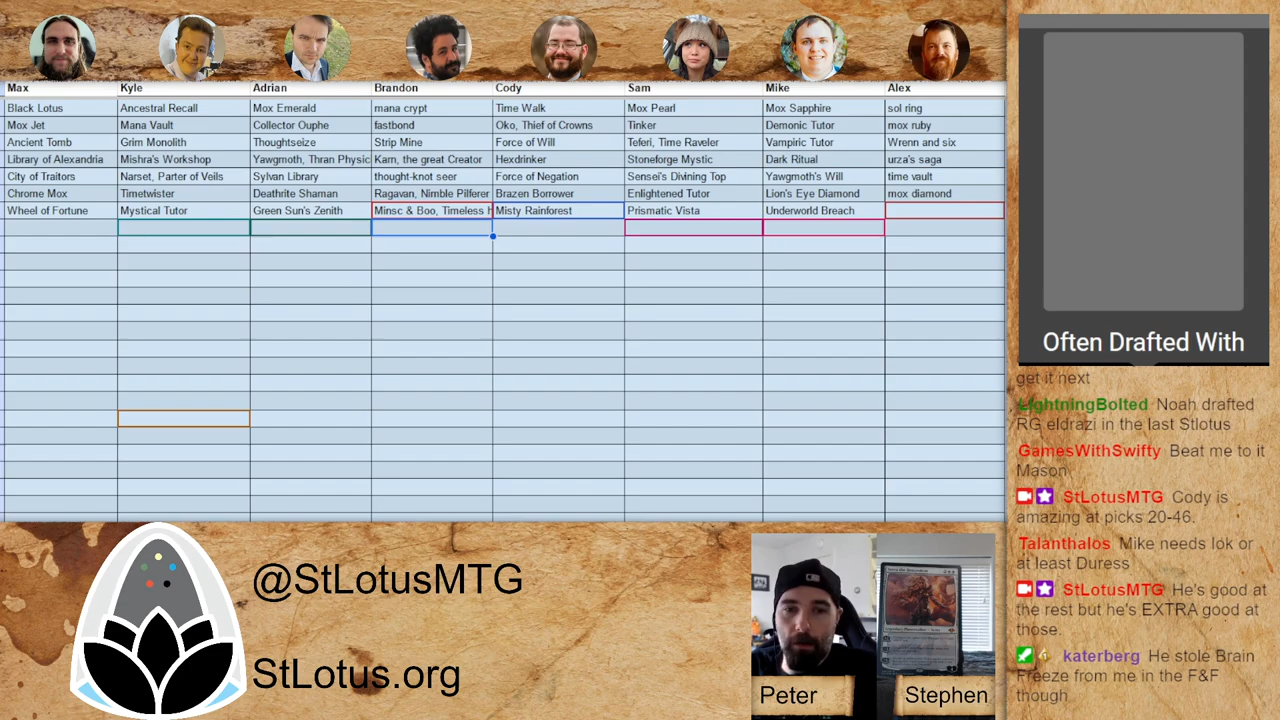 Max Kyle Adrian Brandon Cody Sam Mike Alex
Black Lotus Ancestral Recall Mox Emerald mana crypt Time Walk Mox Pearl Mox Sapphire sol ring
Mox Jet Mana Vault Collector Ouphe fastbond Oko, Thief of Crowns Tinker Demonic Tutor mox ruby
Ancient Tomb Grim Monolith Thoughtseize Strip Mine Force of Will Teferi, Time Raveler Vampiric Tutor Wrenn and six
Library of Alexandria Mishra's Workshop Yawgmoth, Thran Physic Karn, the great Creator Hexdrinker Stoneforge Mystic Dark Ritual urza's saga
City of Traitors Narset, Parter of Veils Sylvan Library thought-knot seer Force of Negation Sensei's Divining Top Yawgmoth's Will time vault
Chrome Mox Timetwister Deathrite Shaman Ragavan, Nimble Pilferer Brazen Borrower Enlightened Tutor Lion's Eye Diamond mox diamond
Wheel of Fortune Mystical Tutor Green Sun's Zenith Minsc & Boo, Timeless Misty Rainforest Prismatic Vista Underworld Breach
Often Drafted With
get it next
LightningBolted Noah drafted
RG eldrazi in the last Stlotus
GamesWithSwifty Beat me to it
Mason
StLotusMTG Cody is
amazing at picks 20-46.
Talanthalos Mike needs lok or
at least Duress
StLotusMTG He's good at
the rest but he's EXTRA good at
those.
katerberg He stole Brain
Freeze from me in the F&F
though
@StLotusMTG
StLotus.org
Peter
Stephen